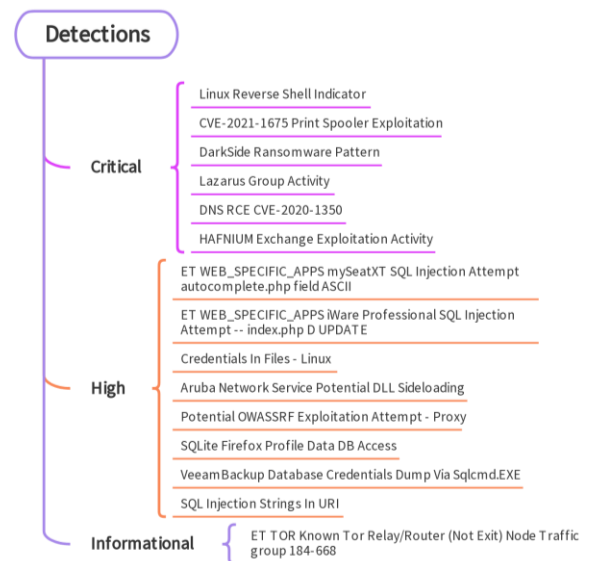 Detections
Critical
Linux Reverse Shell Indicator
CVE-2021-1675 Print Spooler Exploitation
DarkSide Ransomware Pattern
Lazarus Group Activity
DNS RCE CVE-2020-1350
HAFNIUM Exchange Exploitation Activity
High
ET WEB_SPECIFIC_APPS mySeatXT SQL Injection Attempt
autocomplete.php field ASCII
ET WEB_SPECIFIC_APPS iWare Professional SQL Injection
Attempt -- index.php D UPDATE
Credentials In Files - Linux
Aruba Network Service Potential DLL Sideloading
Potential OWASSRF Exploitation Attempt - Proxy
SQLite Firefox Profile Data DB Access
VeeamBackup Database Credentials Dump Via Sqlcmd.EXE
SQL Injection Strings In URI
Informational
ET TOR Known Tor Relay/Router (Not Exit) Node Traffic
group 184-668